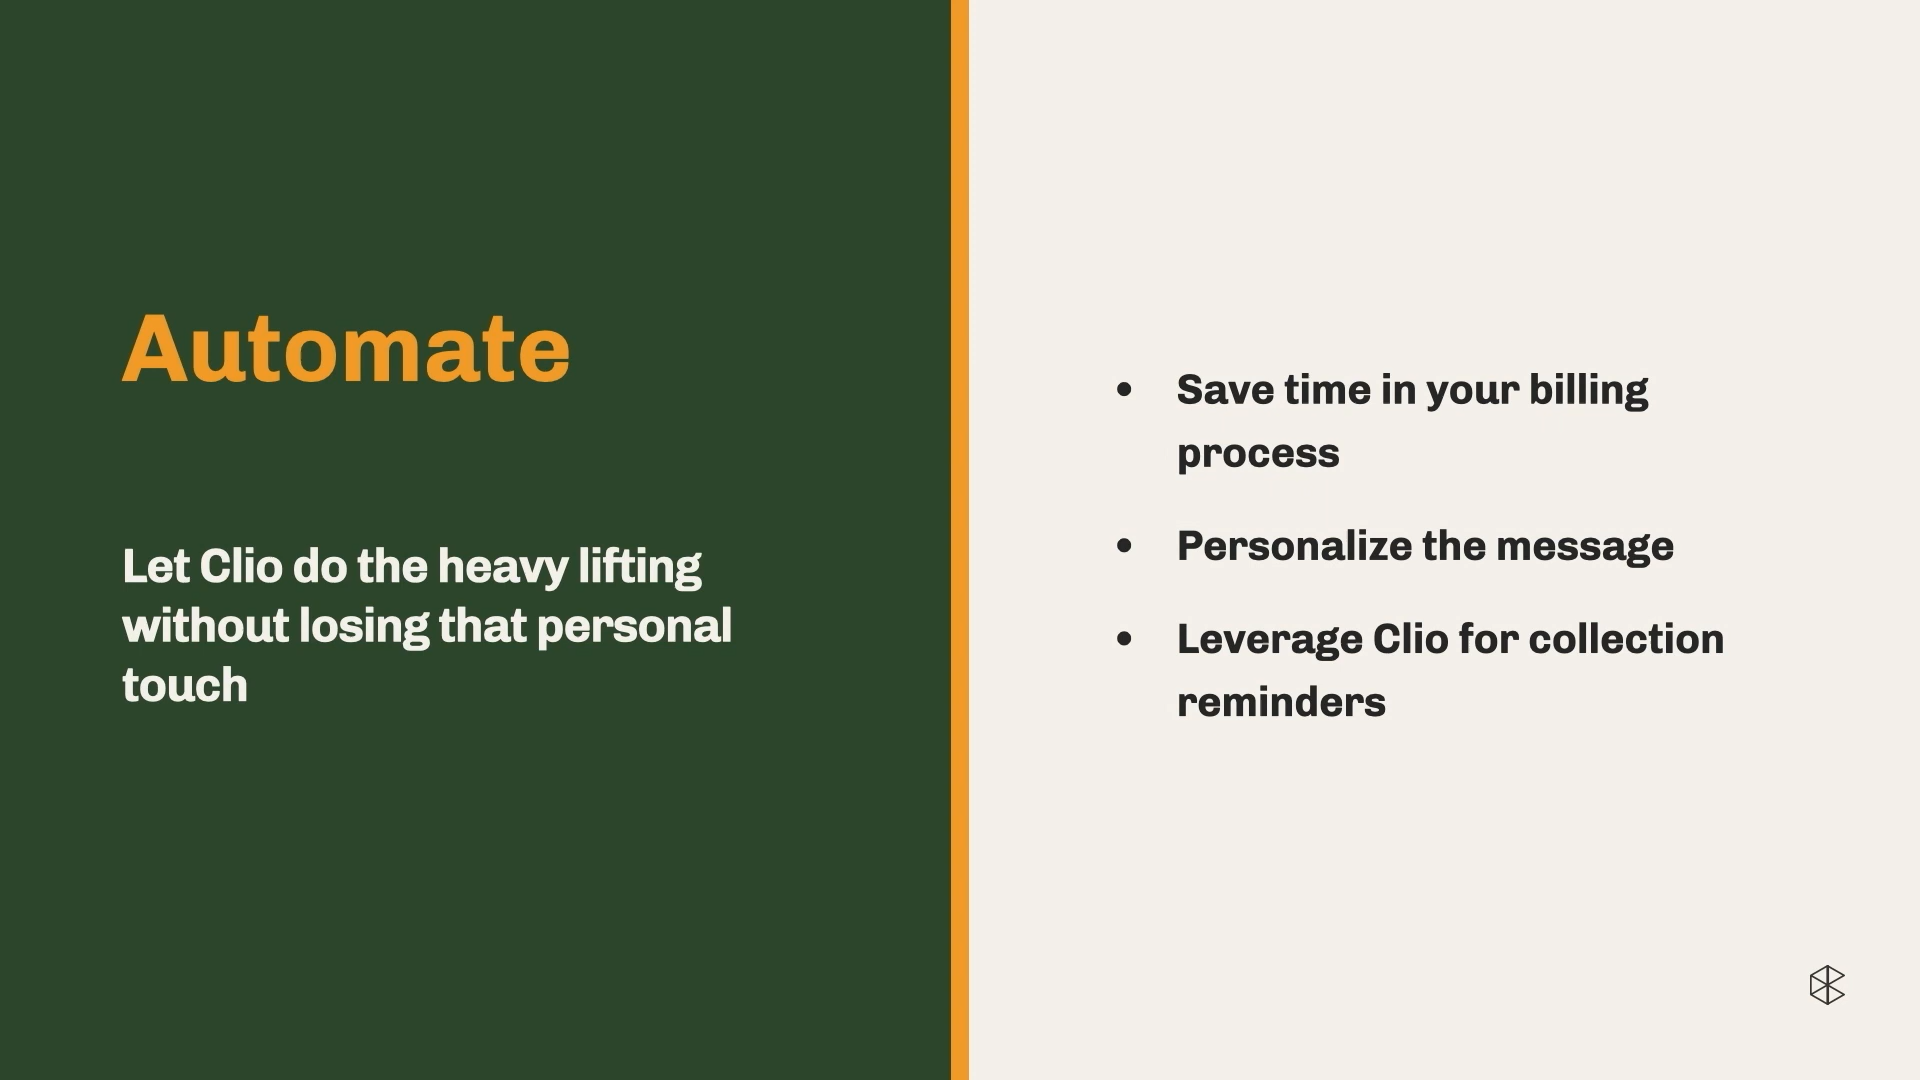 Automate
Let Clio do the heavy lifting
without losing that personal
touch
• Save time in your billing
process
• Personalize the message
• Leverage Clio for collection
reminders